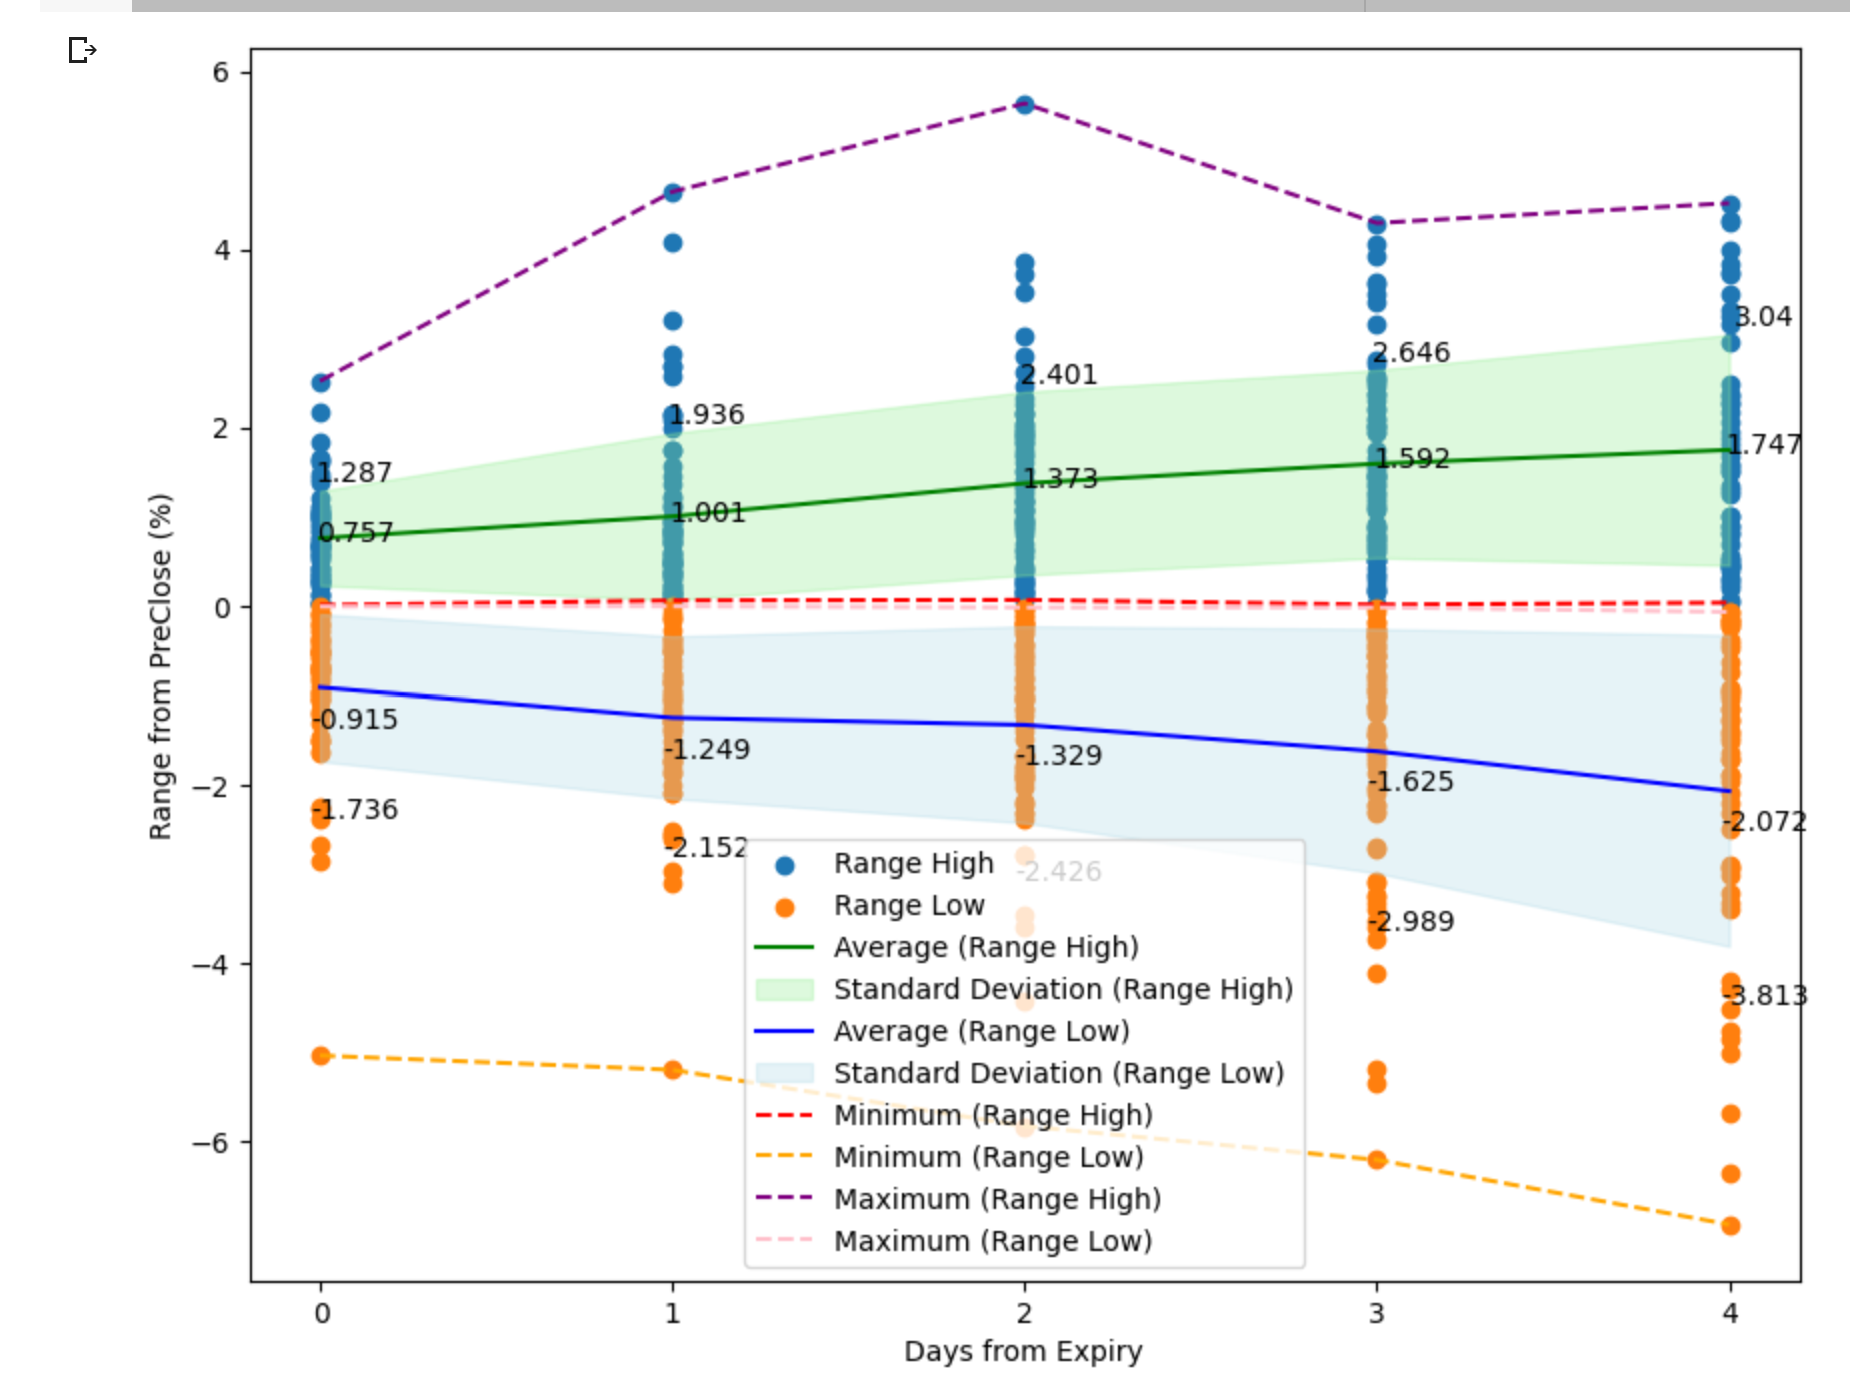 6
4
2
0
−2
−4
−6
Range from PreClose (%)
1.287
0.757
-0.915
-1.736
1.936
1.001
-1.249
-2.152
2.401
1.373
-1.329
-2.426
2.646
1.592
-1.625
-2.989
3.04
1.747
-2.072
-3.813
Range High
Range Low
Average (Range High)
Standard Deviation (Range High)
Average (Range Low)
Standard Deviation (Range Low)
Minimum (Range High)
Minimum (Range Low)
Maximum (Range High)
Maximum (Range Low)
0 1 2 3 4
Days from Expiry